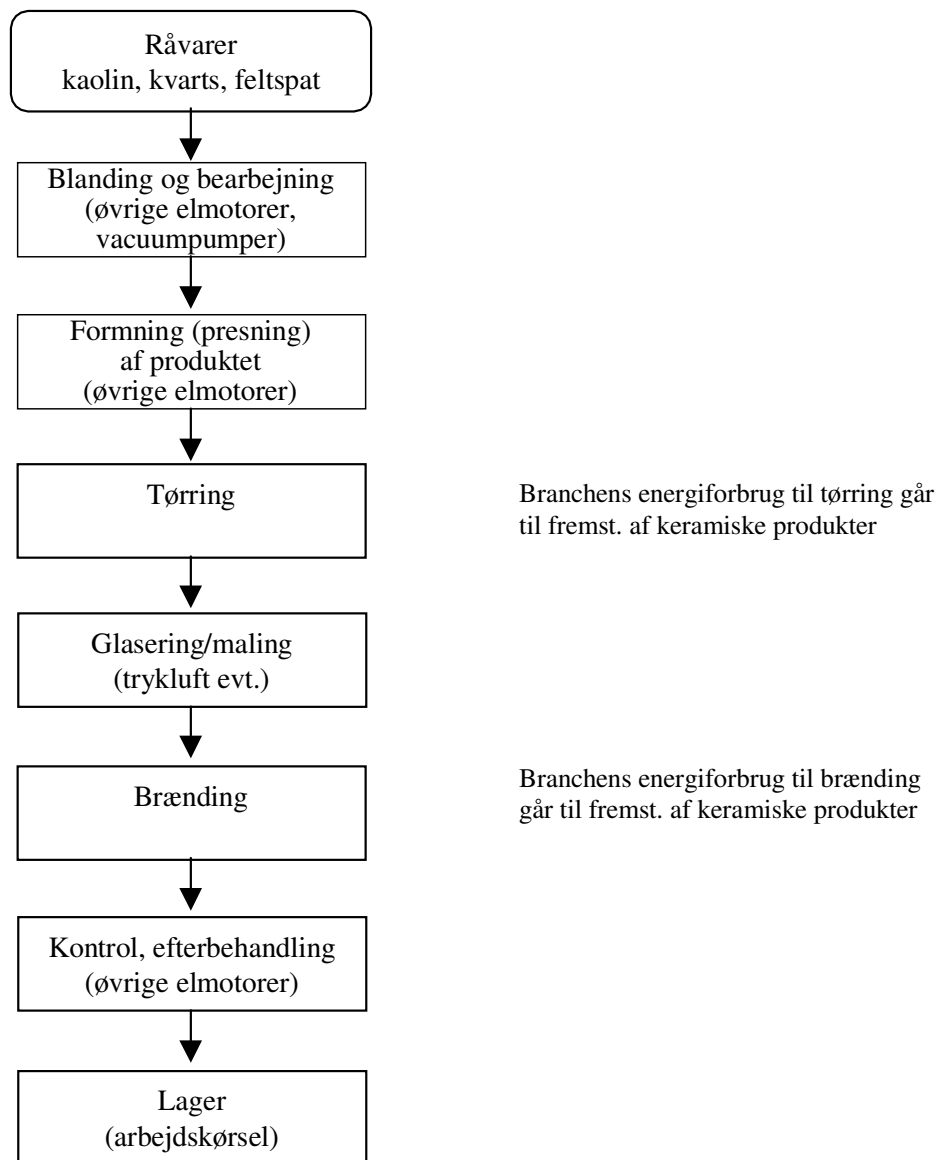 Råvarer
kaolin, kvarts, feltspat
Blanding og bearbejning
(øvrige elmotorer,
vacuumpumper)
Formning (presning)
af produktet
(øvrige elmotorer)
Tørring
Branchens energiforbrug til tørring går
til fremst. af keramiske produkter
Glasering/maling
(trykluft evt.)
Brænding
Branchens energiforbrug til brænding
går til fremst. af keramiske produkter
Kontrol, efterbehandling
(øvrige elmotorer)
Lager
(arbejdskørsel)